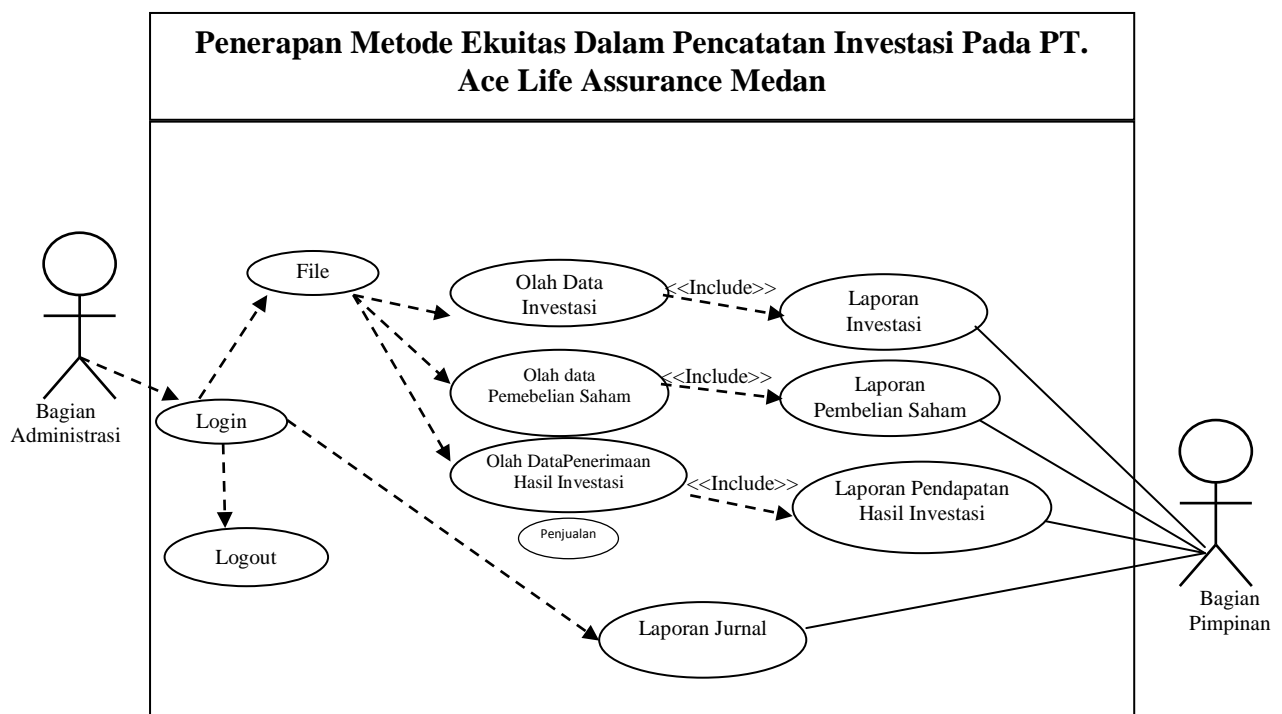 Penerapan Metode Ekuitas Dalam Pencatatan Investasi Pada PT.
Ace Life Assurance Medan
File
Olah Data
Investasi
<<Include>>
Laporan
Investasi
Bagian
Administrasi
Login
Olah data
Pemebelian Saham
<<Include>>
Laporan
Pembelian Saham
Olah DataPenerimaan
Hasil Investasi
<<Include>>
Laporan Pendapatan
Hasil Investasi
Penjualan
Logout
Laporan Jurnal
Bagian
Pimpinan